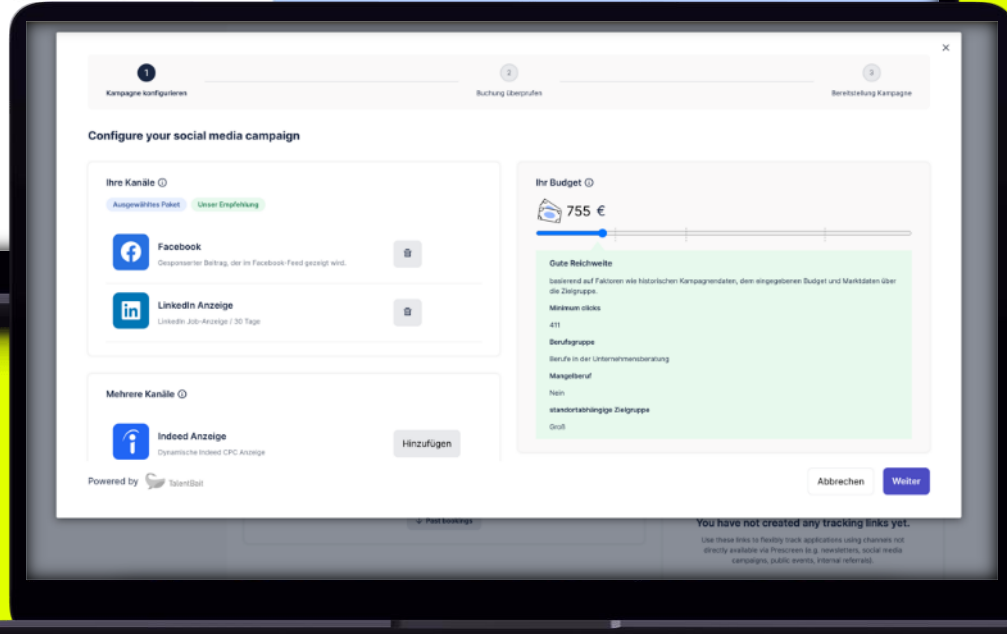 1
2
3
Kampagne konfigurieren
Buchung überprüfen
Bereitstellung Kampagne
Configure your social media campaign
Ihre Kanäle
Ausgewähltes Paket
Unser Empfehlung
Facebook
Gesponserter Beitrag, der im Facebook-Feed gezeigt wird.
LinkedIn Anzeige
LinkedIn Job-Anzeige / 30 Tage
Mehrere Kanäle
Indeed Anzeige
Dynamische Indeed CPC Anzeige
Hinzufügen
Ihr Budget
755 €
Gute Reichweite
basierend auf Faktoren wie historischen Kampagnendaten, dem eingegebenen Budget und Marktdaten über
die Zielgruppe.
Minimum clicks
411
Berufsgruppe
Berufe in der Unternehmensberatung
Mangelberuf
Nein
standortabhängige Zielgruppe
Groß
Powered by TalentBait
Abbrechen
Weiter
Past bookings
You have not created any tracking links yet.
Use these links to flexibly track applications using channels not
directly available via Prescreen (e.g. newsletters, social media
campaigns, public events, internal referrals).